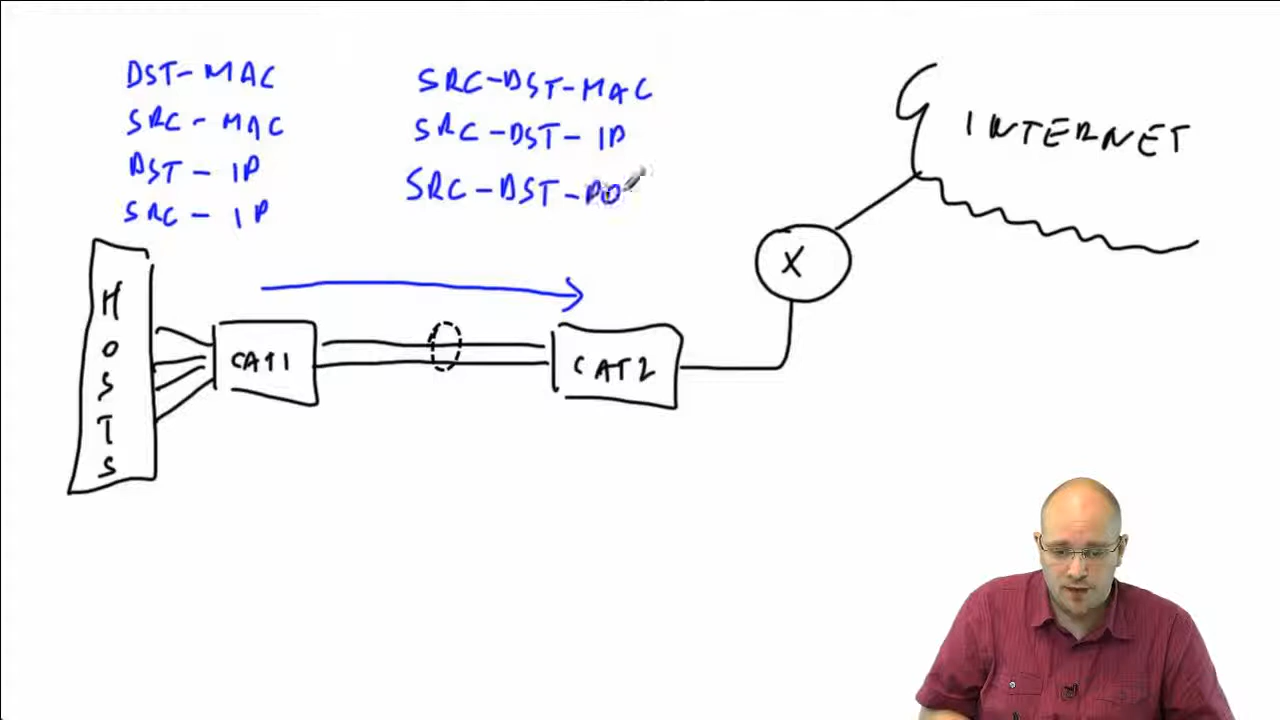 DST-MAC
SRC-MAC
DST-IP
SRC-IP
SRC-DST-MAC
SRC-DST-IP
SRC-DST-PO
INTERNET
X
HOSTS
CAT1
CAT2